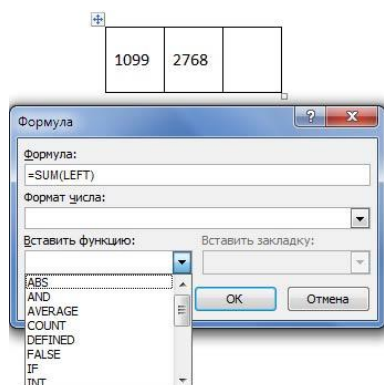 1099 2768
Формула
Формула:
=SUM(LEFT)
Формат числа:
Вставить функцию: Вставить закладку:
ABS
AND
AVERAGE
COUNT
DEFINED
FALSE
IF
INT
ОК Отмена